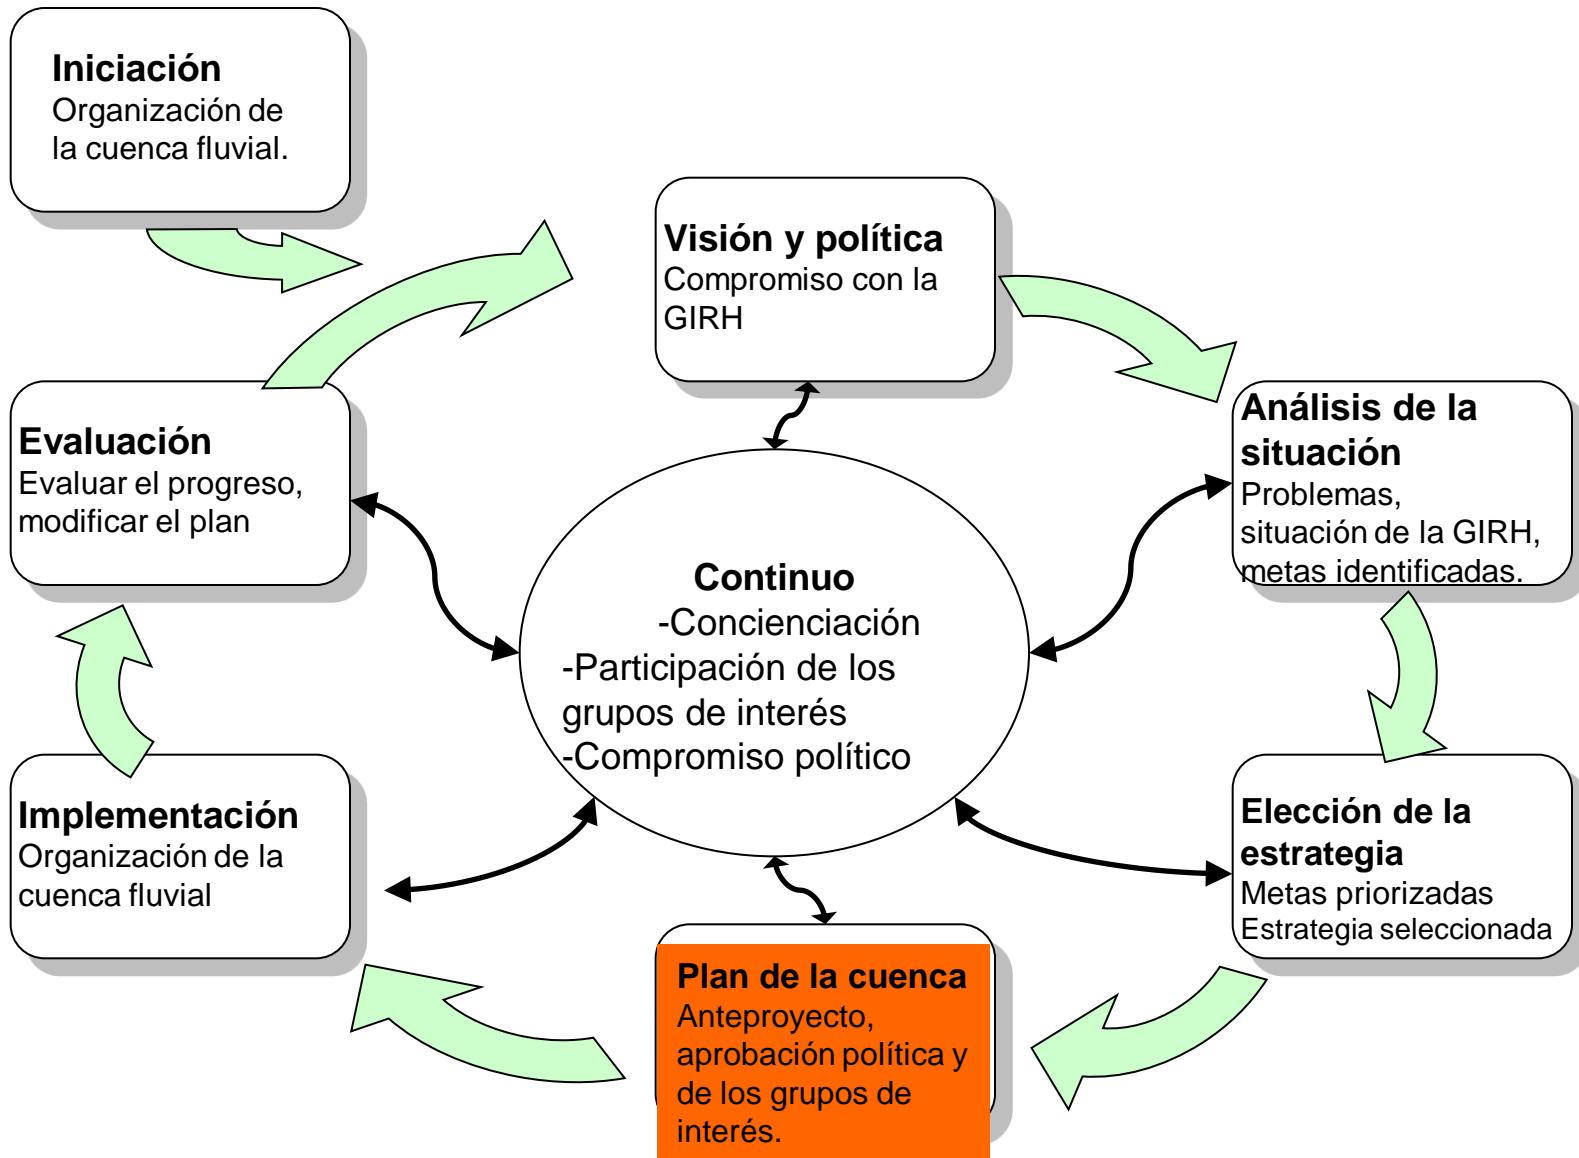 Iniciación
Organización de
la cuenca fluvial.
Visión y política
Compromiso con la
GIRH
Análisis de la
situación
Problemas,
situación de la GIRH,
metas identificadas.
Elección de la
estrategia
Metas priorizadas
Estrategia seleccionada
Plan de la cuenca
Anteproyecto,
aprobación política y
de los grupos de
interés.
Implementación
Organización de la
cuenca fluvial
Evaluación
Evaluar el progreso,
modificar el plan
Continuo
-Concienciación
-Participación de los
grupos de interés
-Compromiso político